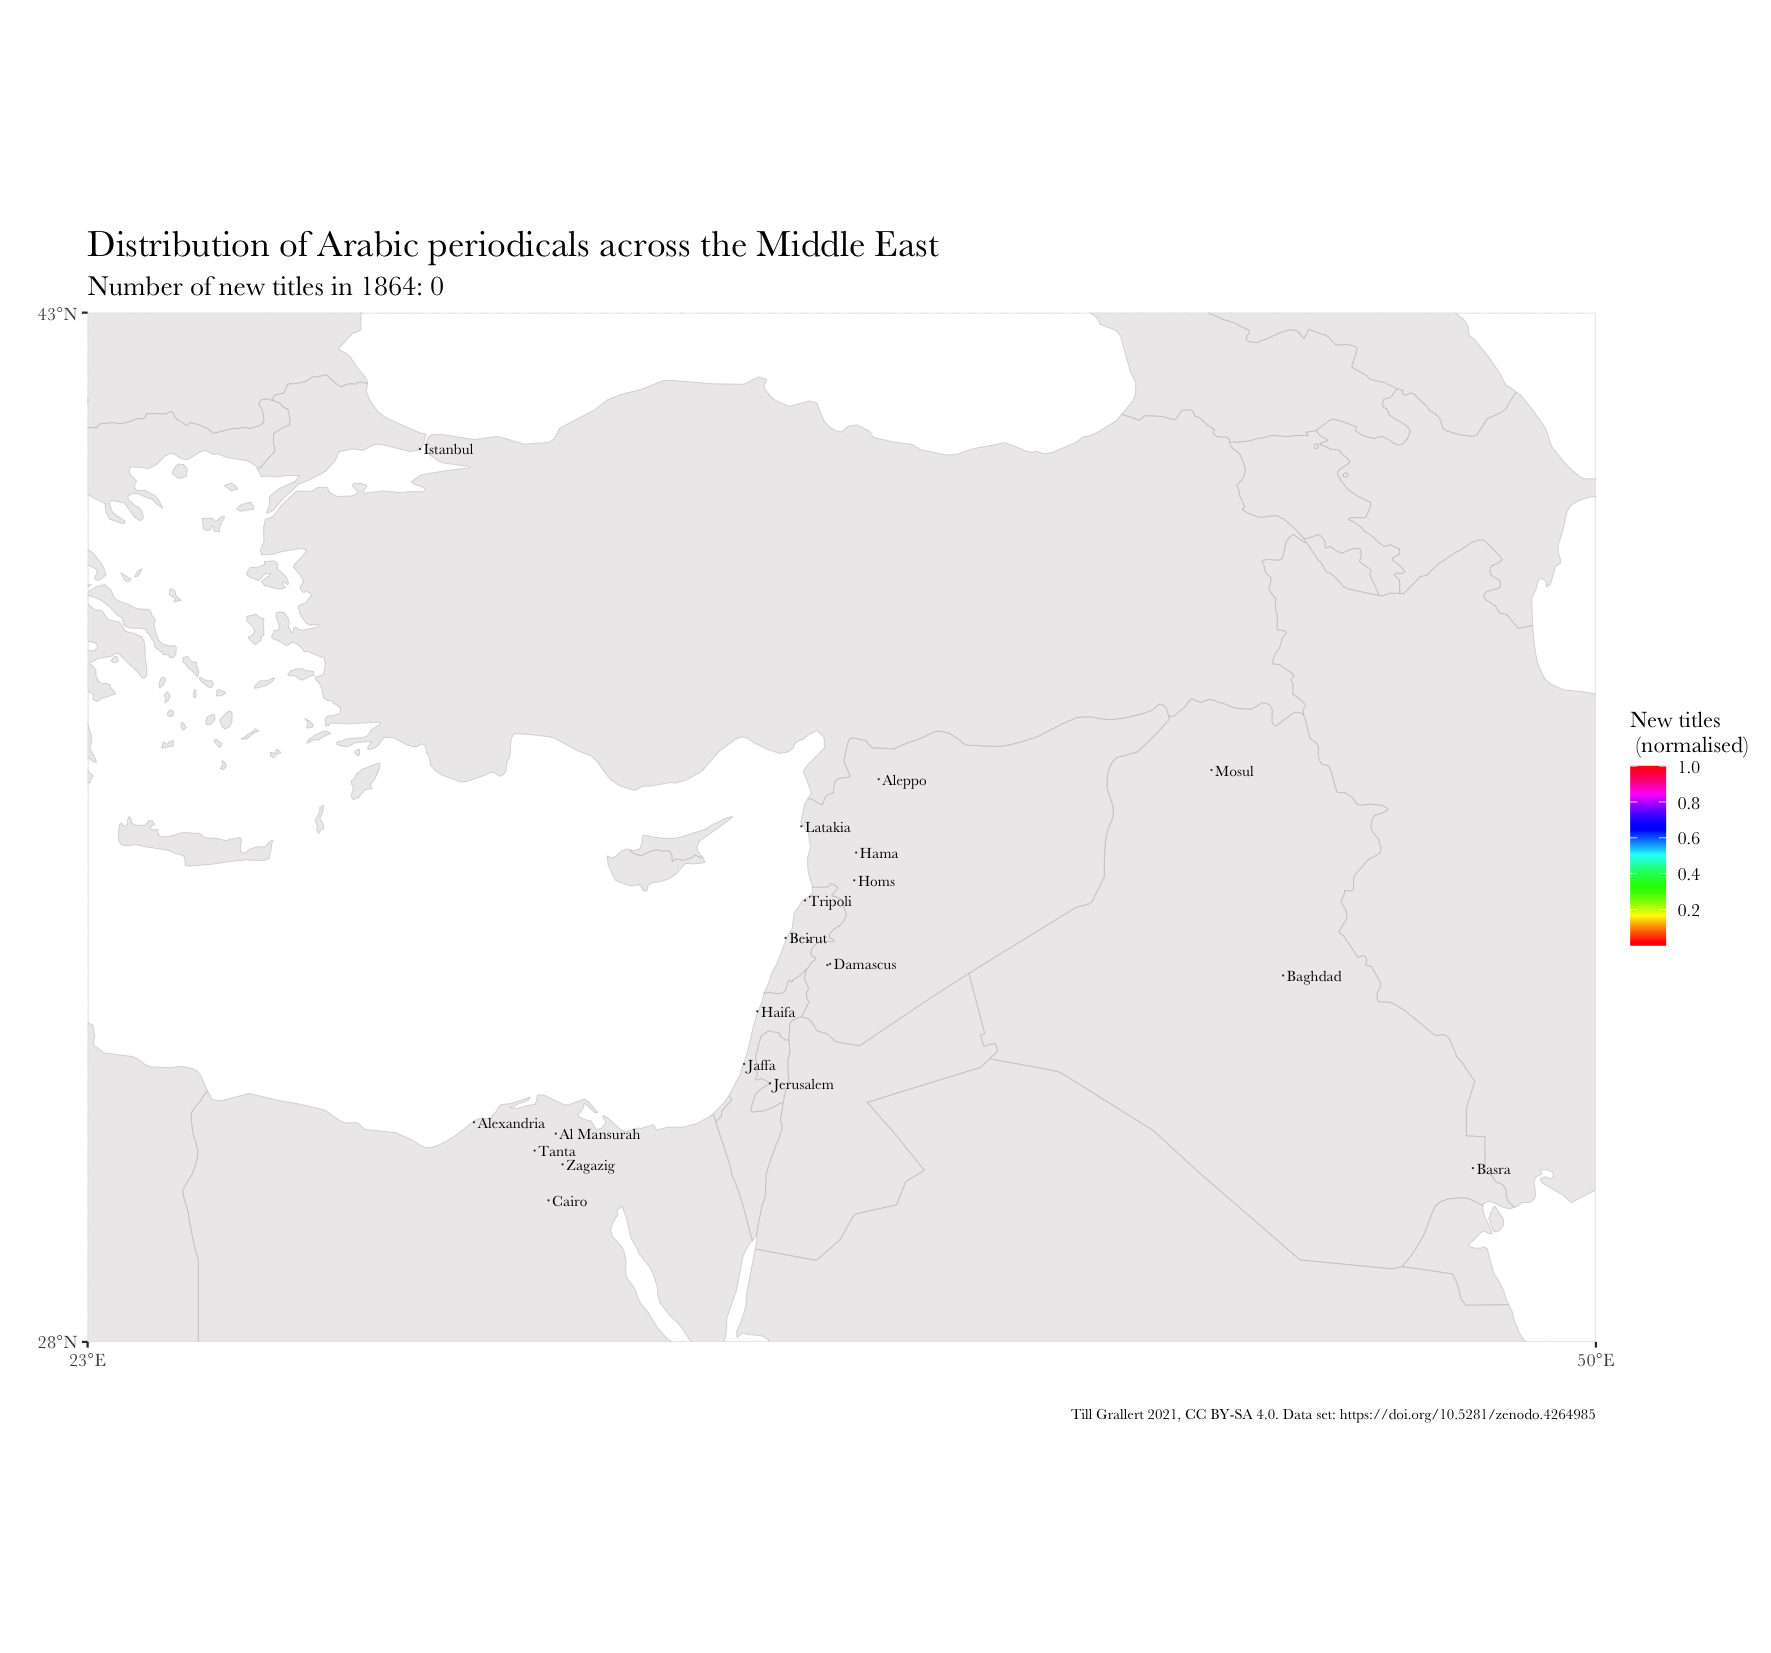 Distribution of Arabic periodicals across the Middle East
Number of new titles in 1864: 0
43°N
Istanbul
New titles
(normalised)
1.0
0.8
0.6
0.4
0.2
Mosul
Aleppo
Latakia
Hama
Homs
Tripoli
Beirut
Damascus
Baghdad
Haifa
Jaffa
Jerusalem
Alexandria
Al Mansurah
Tanta
Zagazig
Basra
Cairo
28°N
23°E
50°E
Till Grallert 2021, CC BY-SA 4.0. Data set: https://doi.org/10.5281/zenodo.4264985